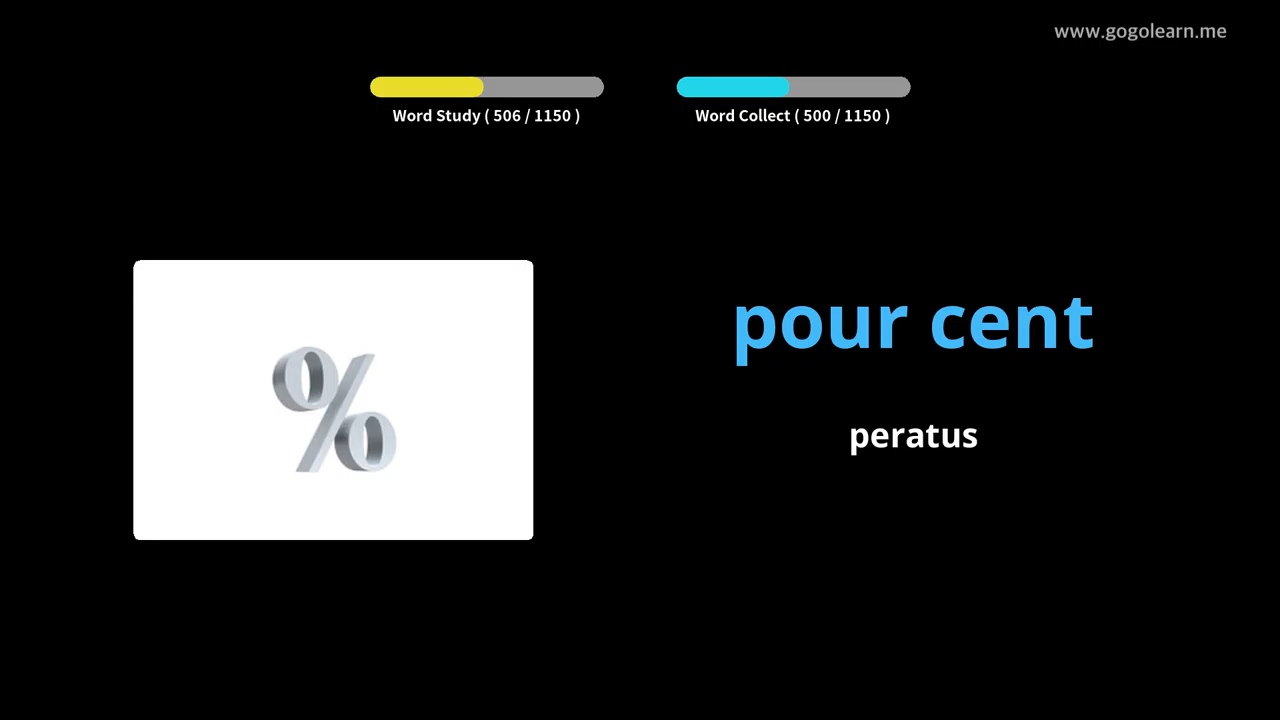 www.gogolearn.me
Word Study ( 506 / 1150 )
Word Collect ( 500 / 1150 )
%
pour cent
peratus